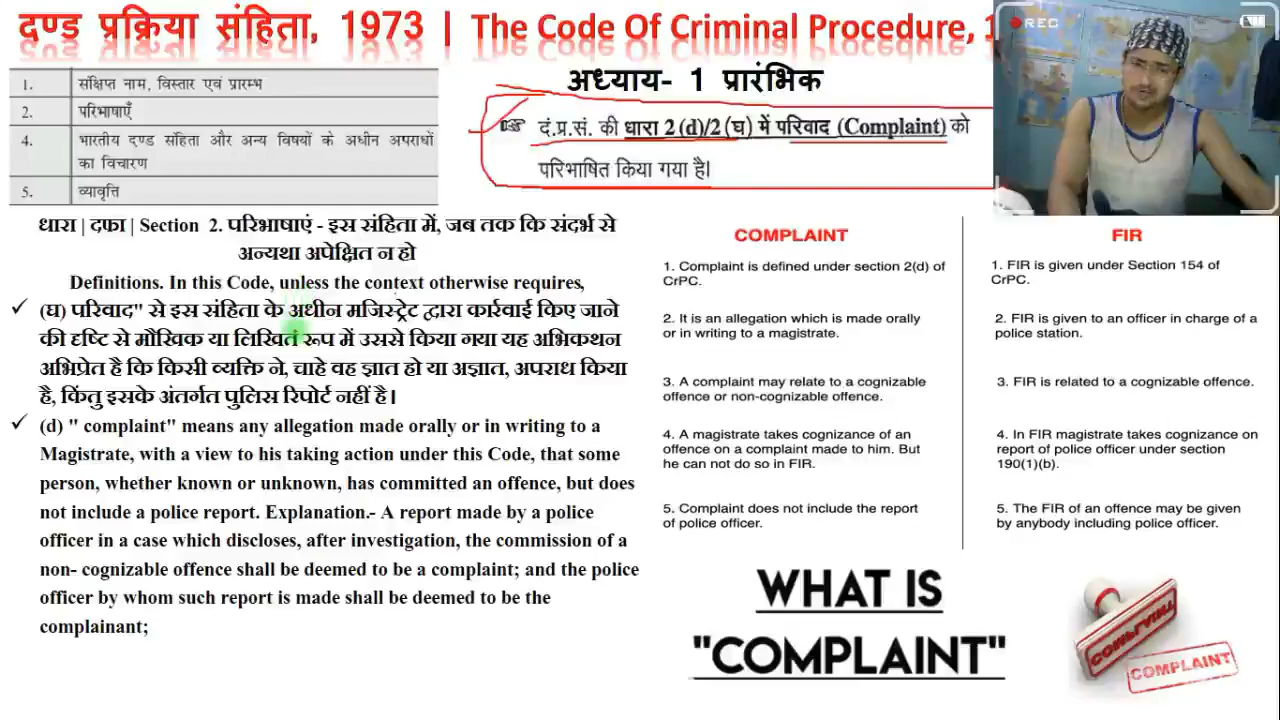 दण्ड प्रक्रिया संहिता, 1973 | The Code Of Criminal Procedure, 1
REC
1. संक्षिप्त नाम, विस्तार एवं प्रारम्भ
2. परिभाषाएँ
4. भारतीय दण्ड संहिता और अन्य विषयों के अधीन अपराधों
का विचारण
5. व्यावृत्ति
अध्याय- 1 प्रारंभिक
दं.प्र.सं. की धारा 2 (d)/2 (घ) में परिवाद (Complaint) को
परिभाषित किया गया है।
धारा | दफा | Section 2. परिभाषाएं - इस संहिता में, जब तक कि संदर्भ से
अन्यथा अपेक्षित न हो
Definitions. In this Code, unless the context otherwise requires,
✓ (घ) परिवाद" से इस संहिता के अधीन मजिस्ट्रेट द्वारा कार्रवाई किए जाने
की दृष्टि से मौखिक या लिखित रूप में उससे किया गया यह अभिकथन
अभिप्रेत है कि किसी व्यक्ति ने, चाहे वह ज्ञात हो या अज्ञात, अपराध किया
है, किंतु इसके अंतर्गत पुलिस रिपोर्ट नहीं है।
✓ (d) " complaint" means any allegation made orally or in writing to a
Magistrate, with a view to his taking action under this Code, that some
person, whether known or unknown, has committed an offence, but does
not include a police report. Explanation.- A report made by a police
officer in a case which discloses, after investigation, the commission of a
non- cognizable offence shall be deemed to be a complaint; and the police
officer by whom such report is made shall be deemed to be the
complainant;
COMPLAINT
1. Complaint is defined under section 2(d) of
CrPC.
2. It is an allegation which is made orally
or in writing to a magistrate.
3. A complaint may relate to a cognizable
offence or non-cognizable offence.
4. A magistrate takes cognizance of an
offence on a complaint made to him. But
he can not do so in FIR.
5. Complaint does not include the report
of police officer.
FIR
1. FIR is given under Section 154 of
CrPC.
2. FIR is given to an officer in charge of a
police station.
3. FIR is related to a cognizable offence.
4. In FIR magistrate takes cognizance on
report of police officer under section
190(1)(b).
5. The FIR of an offence may be given
by anybody including police officer.
WHAT IS
"COMPLAINT"
COMPLAINT
COMPLAINT